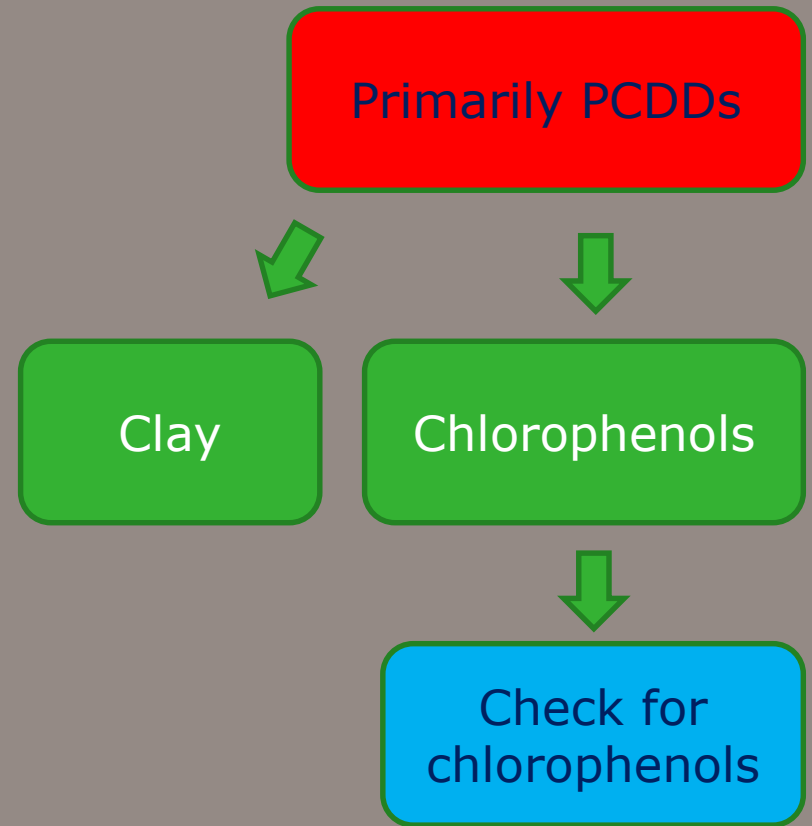 Primarily PCDDs
Clay
Chlorophenols
Check for
chlorophenols